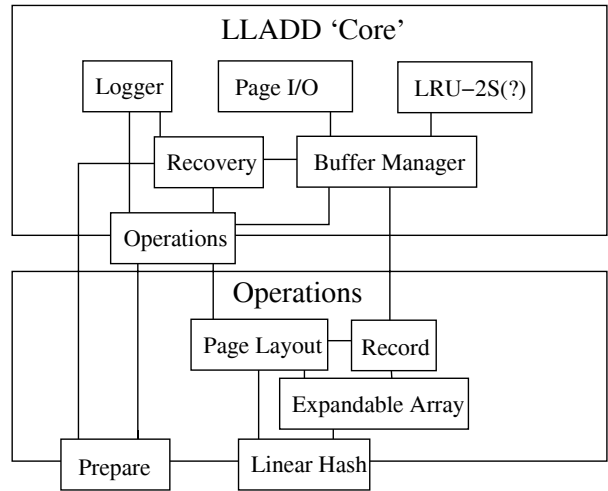 LLADD ‘Core’
Logger
Page I/O
LRU−2S(?)
Recovery
Buffer Manager
Operations
Operations
Page Layout
Record
Expandable Array
Prepare
Linear Hash